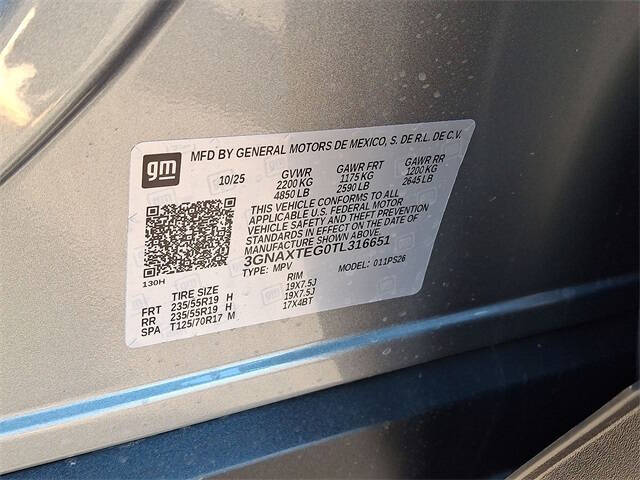 gm
MFD BY GENERAL MOTORS DE MEXICO, S. DE R.L. DE C.V.
10/25 GVWR GAWR FRT GAWR RR
2200 KG 1175 KG 1200 KG
4850 LB 2590 LB 2645 LB
THIS VEHICLE CONFORMS TO ALL
APPLICABLE U.S. FEDERAL MOTOR
VEHICLE SAFETY AND THEFT PREVENTION
STANDARDS IN EFFECT ON THE DATE OF
MANUFACTURE SHOWN ABOVE.
3GNAXTEG0TL316651
TYPE: MPV MODEL: 011PS26
130H
TIRE SIZE RIM
FRT 235/55R19 H 19X7.5J
RR 235/55R19 H 19X7.5J
SPA T125/70R17 M 17X4BT